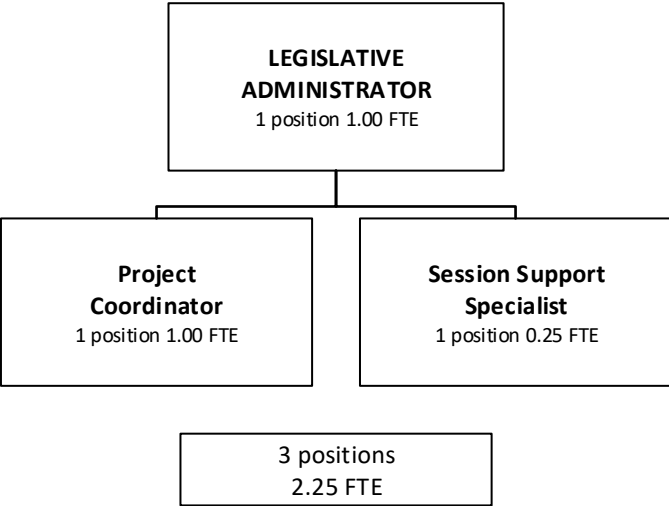 LEGISLATIVE
ADMINISTRATOR
1 position 1.00 FTE
Project
Coordinator
1 position 1.00 FTE
Session Support
Specialist
1 position 0.25 FTE
3 positions
2.25 FTE